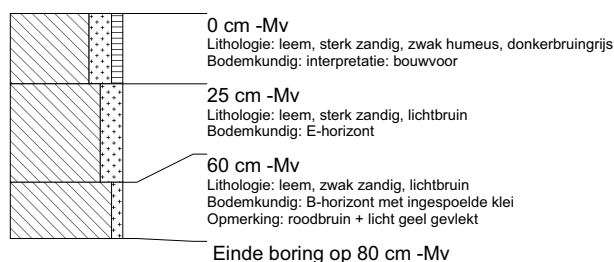 0 cm -Mv
Lithologie: leem, sterk zandig, zwak humeus, donkerbruingrijs
Bodemkundig: interpretatie: bouwvoor
25 cm -Mv
Lithologie: leem, sterk zandig, lichtbruin
Bodemkundig: E-horizont
60 cm -Mv
Lithologie: leem, zwak zandig, lichtbruin
Bodemkundig: B-horizont met ingespoelde klei
Opmerking: roodbruin + licht geel gevlekt
Einde boring op 80 cm -Mv